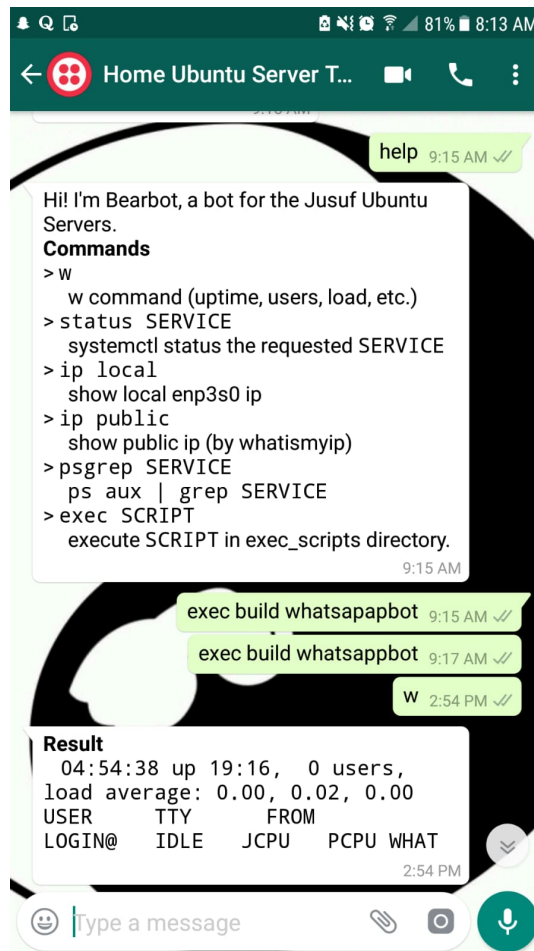 81% 8:13 AM
Home Ubuntu Server T...
help 9:15 AM
Hi! I'm Bearbot, a bot for the Jusuf Ubuntu
Servers.
Commands
> w
w command (uptime, users, load, etc.)
> status SERVICE
systemctl status the requested SERVICE
> ip local
show local enp3s0 ip
> ip public
show public ip (by whatismyip)
> psgrep SERVICE
ps aux | grep SERVICE
> exec SCRIPT
execute SCRIPT in exec_scripts directory.
9:15 AM
exec build whatsapapbot 9:15 AM
exec build whatsappbot 9:17 AM
w 2:54 PM
Result
04:54:38 up 19:16, 0 users,
load average: 0.00, 0.02, 0.00
USER TTY FROM
LOGIN@ IDLE JCPU PCPU WHAT
2:54 PM
Type a message